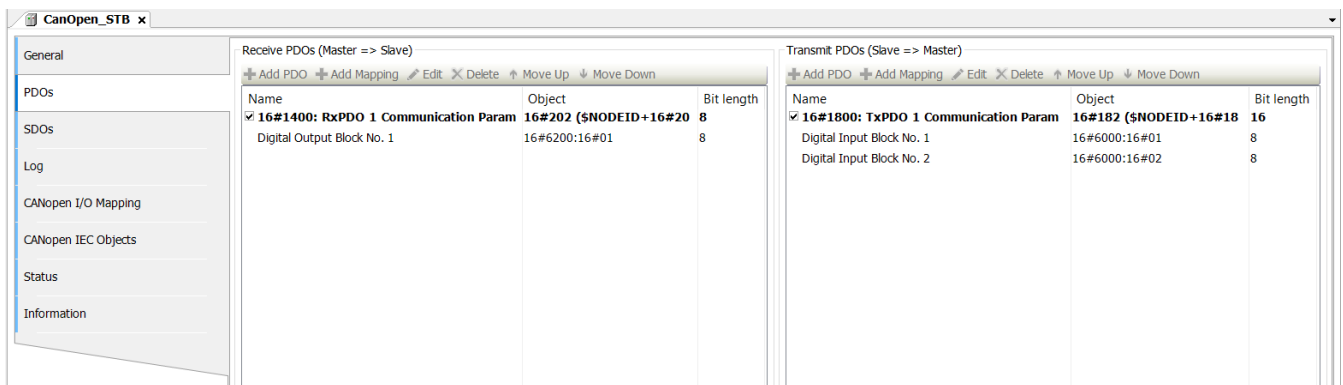 CanOpen_STB x
General
PDOs
SDOs
Log
CANopen I/O Mapping
CANopen IEC Objects
Status
Information
Receive PDOs (Master => Slave)
Add PDO Add Mapping Edit Delete Move Up Move Down
Name Object Bit length
16#1400: RxPDO 1 Communication Param 16#202 ($NODEID+16#20 8
Digital Output Block No. 1 16#6200:16#01 8
Transmit PDOs (Slave => Master)
Add PDO Add Mapping Edit Delete Move Up Move Down
Name Object Bit length
16#1800: TxPDO 1 Communication Param 16#182 ($NODEID+16#18 16
Digital Input Block No. 1 16#6000:16#01 8
Digital Input Block No. 2 16#6000:16#02 8